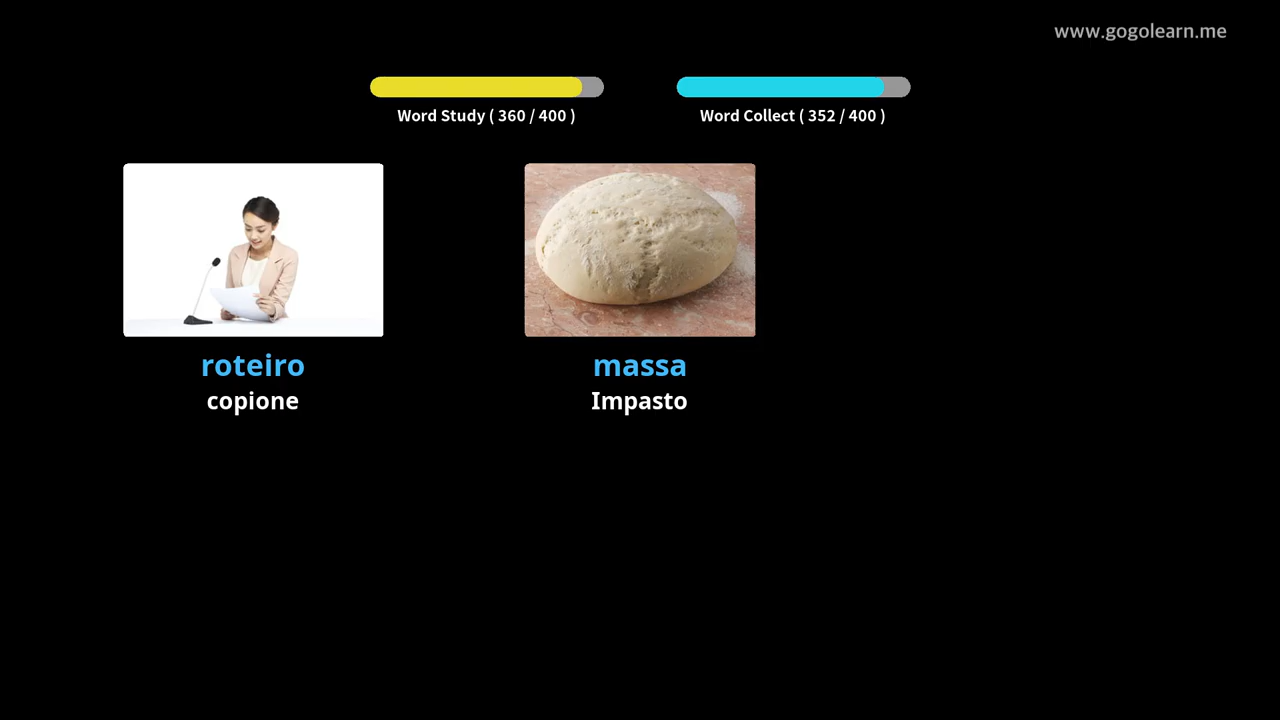 www.gogolearn.me
Word Study ( 360 / 400 )
Word Collect ( 352 / 400 )
roteiro
copione
massa
Impasto